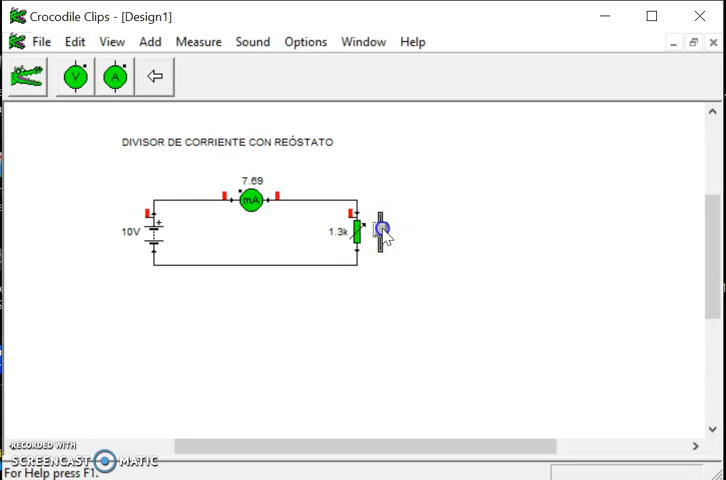 Crocodile Clips - [Design1]
File Edit View Add Measure Sound Options Window Help
V A
DIVISOR DE CORRIENTE CON REÓSTATO
7.69
mA
10V
1.3k
RECORDED WITH
SCREENCAST MATIC
For Help press F1.